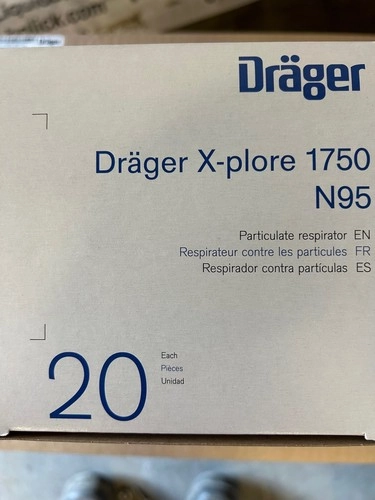 Dräger
Dräger X-plore 1750
N95
Particulate respirator EN
Respirateur contre les particules FR
Respirador contra partículas ES
20
Each
Pièces
Unidad